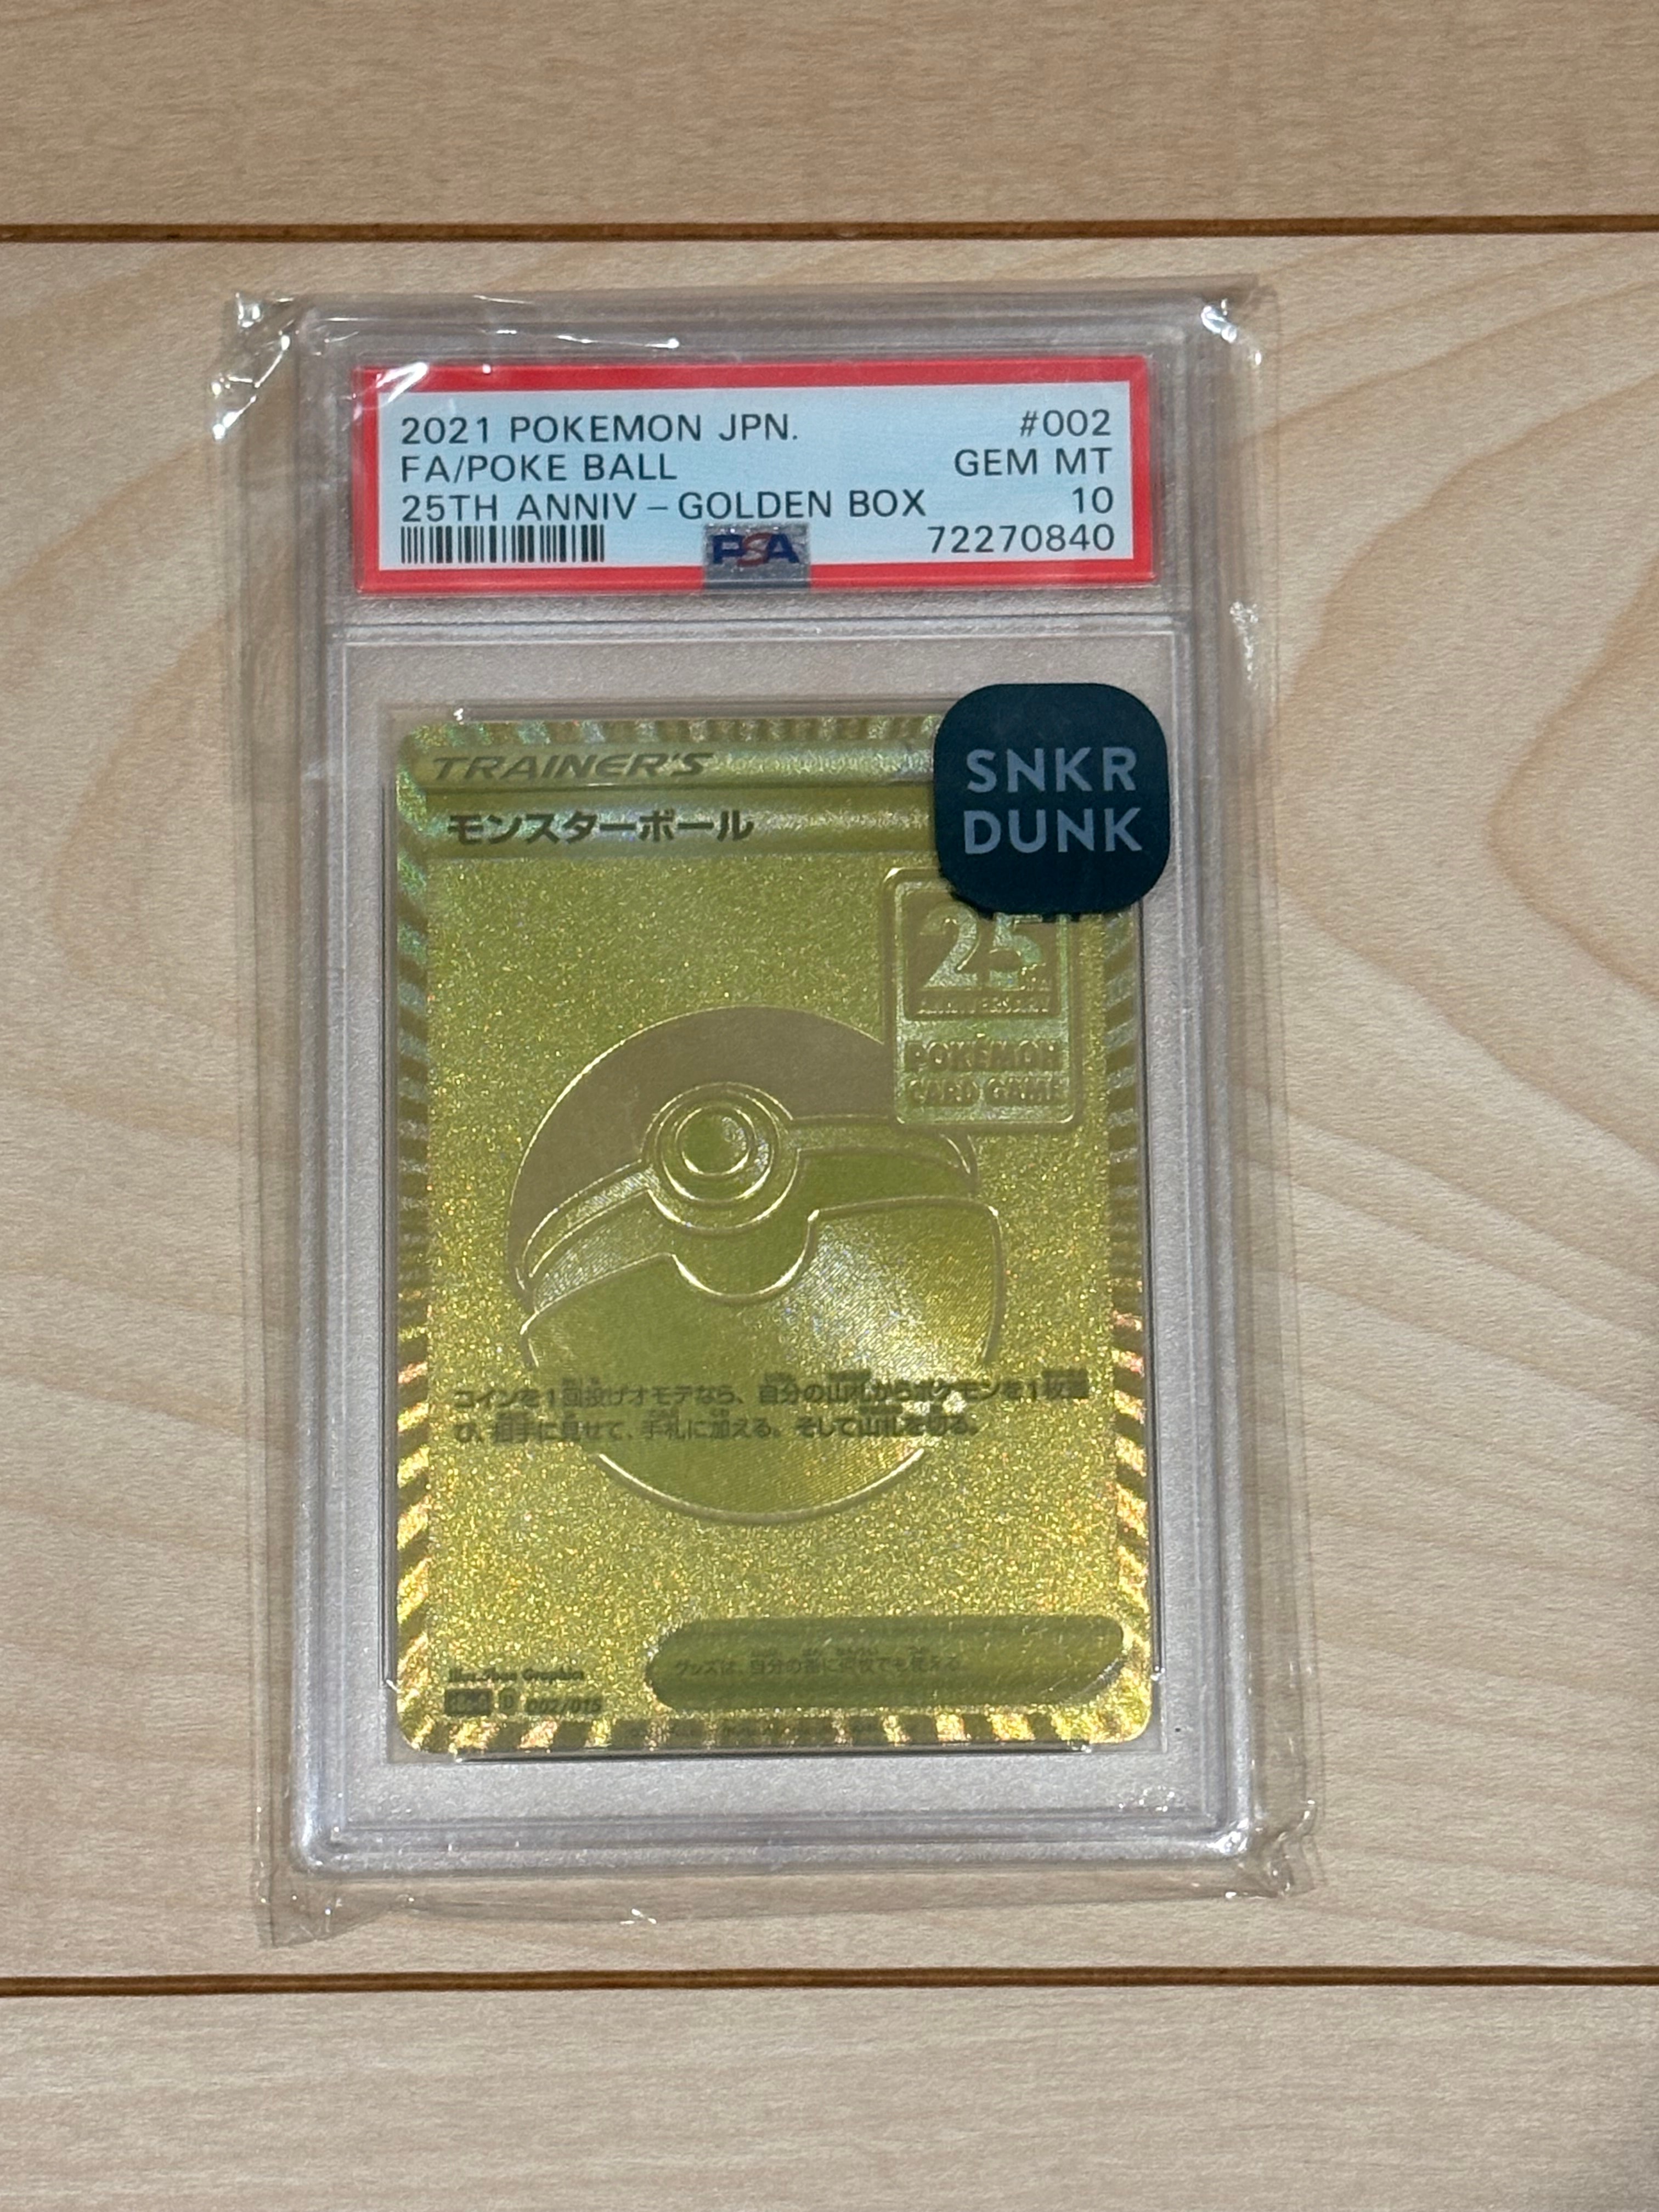 2021 POKEMON JPN. #002
FA/POKE BALL GEM MT
25TH ANNIV – GOLDEN BOX 10
PSA 72270840
TRAINER'S
SNKR
DUNK
モンスターボール
25
ANNIVERSARY
POKÉMON
CARD GAME
コインを1回投げオモテなら、自分の山札からポケモンを1枚選
び、相手に見せて、手札に加える。そして山札を切る。
グッズは、自分の番に何枚でも使える。
Illus.
Graphics
D 002/015